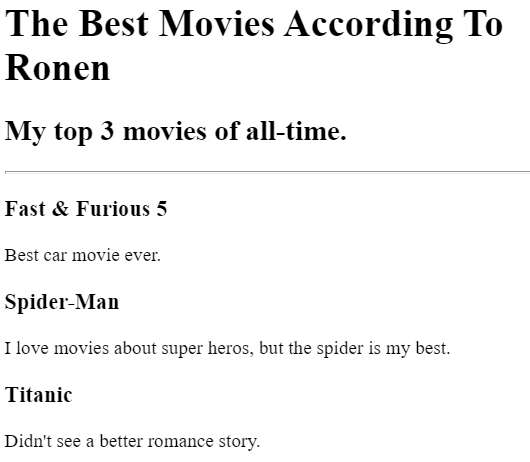 The Best Movies According To
Ronen
My top 3 movies of all-time.
Fast & Furious 5
Best car movie ever.
Spider-Man
I love movies about super heros, but the spider is my best.
Titanic
Didn't see a better romance story.